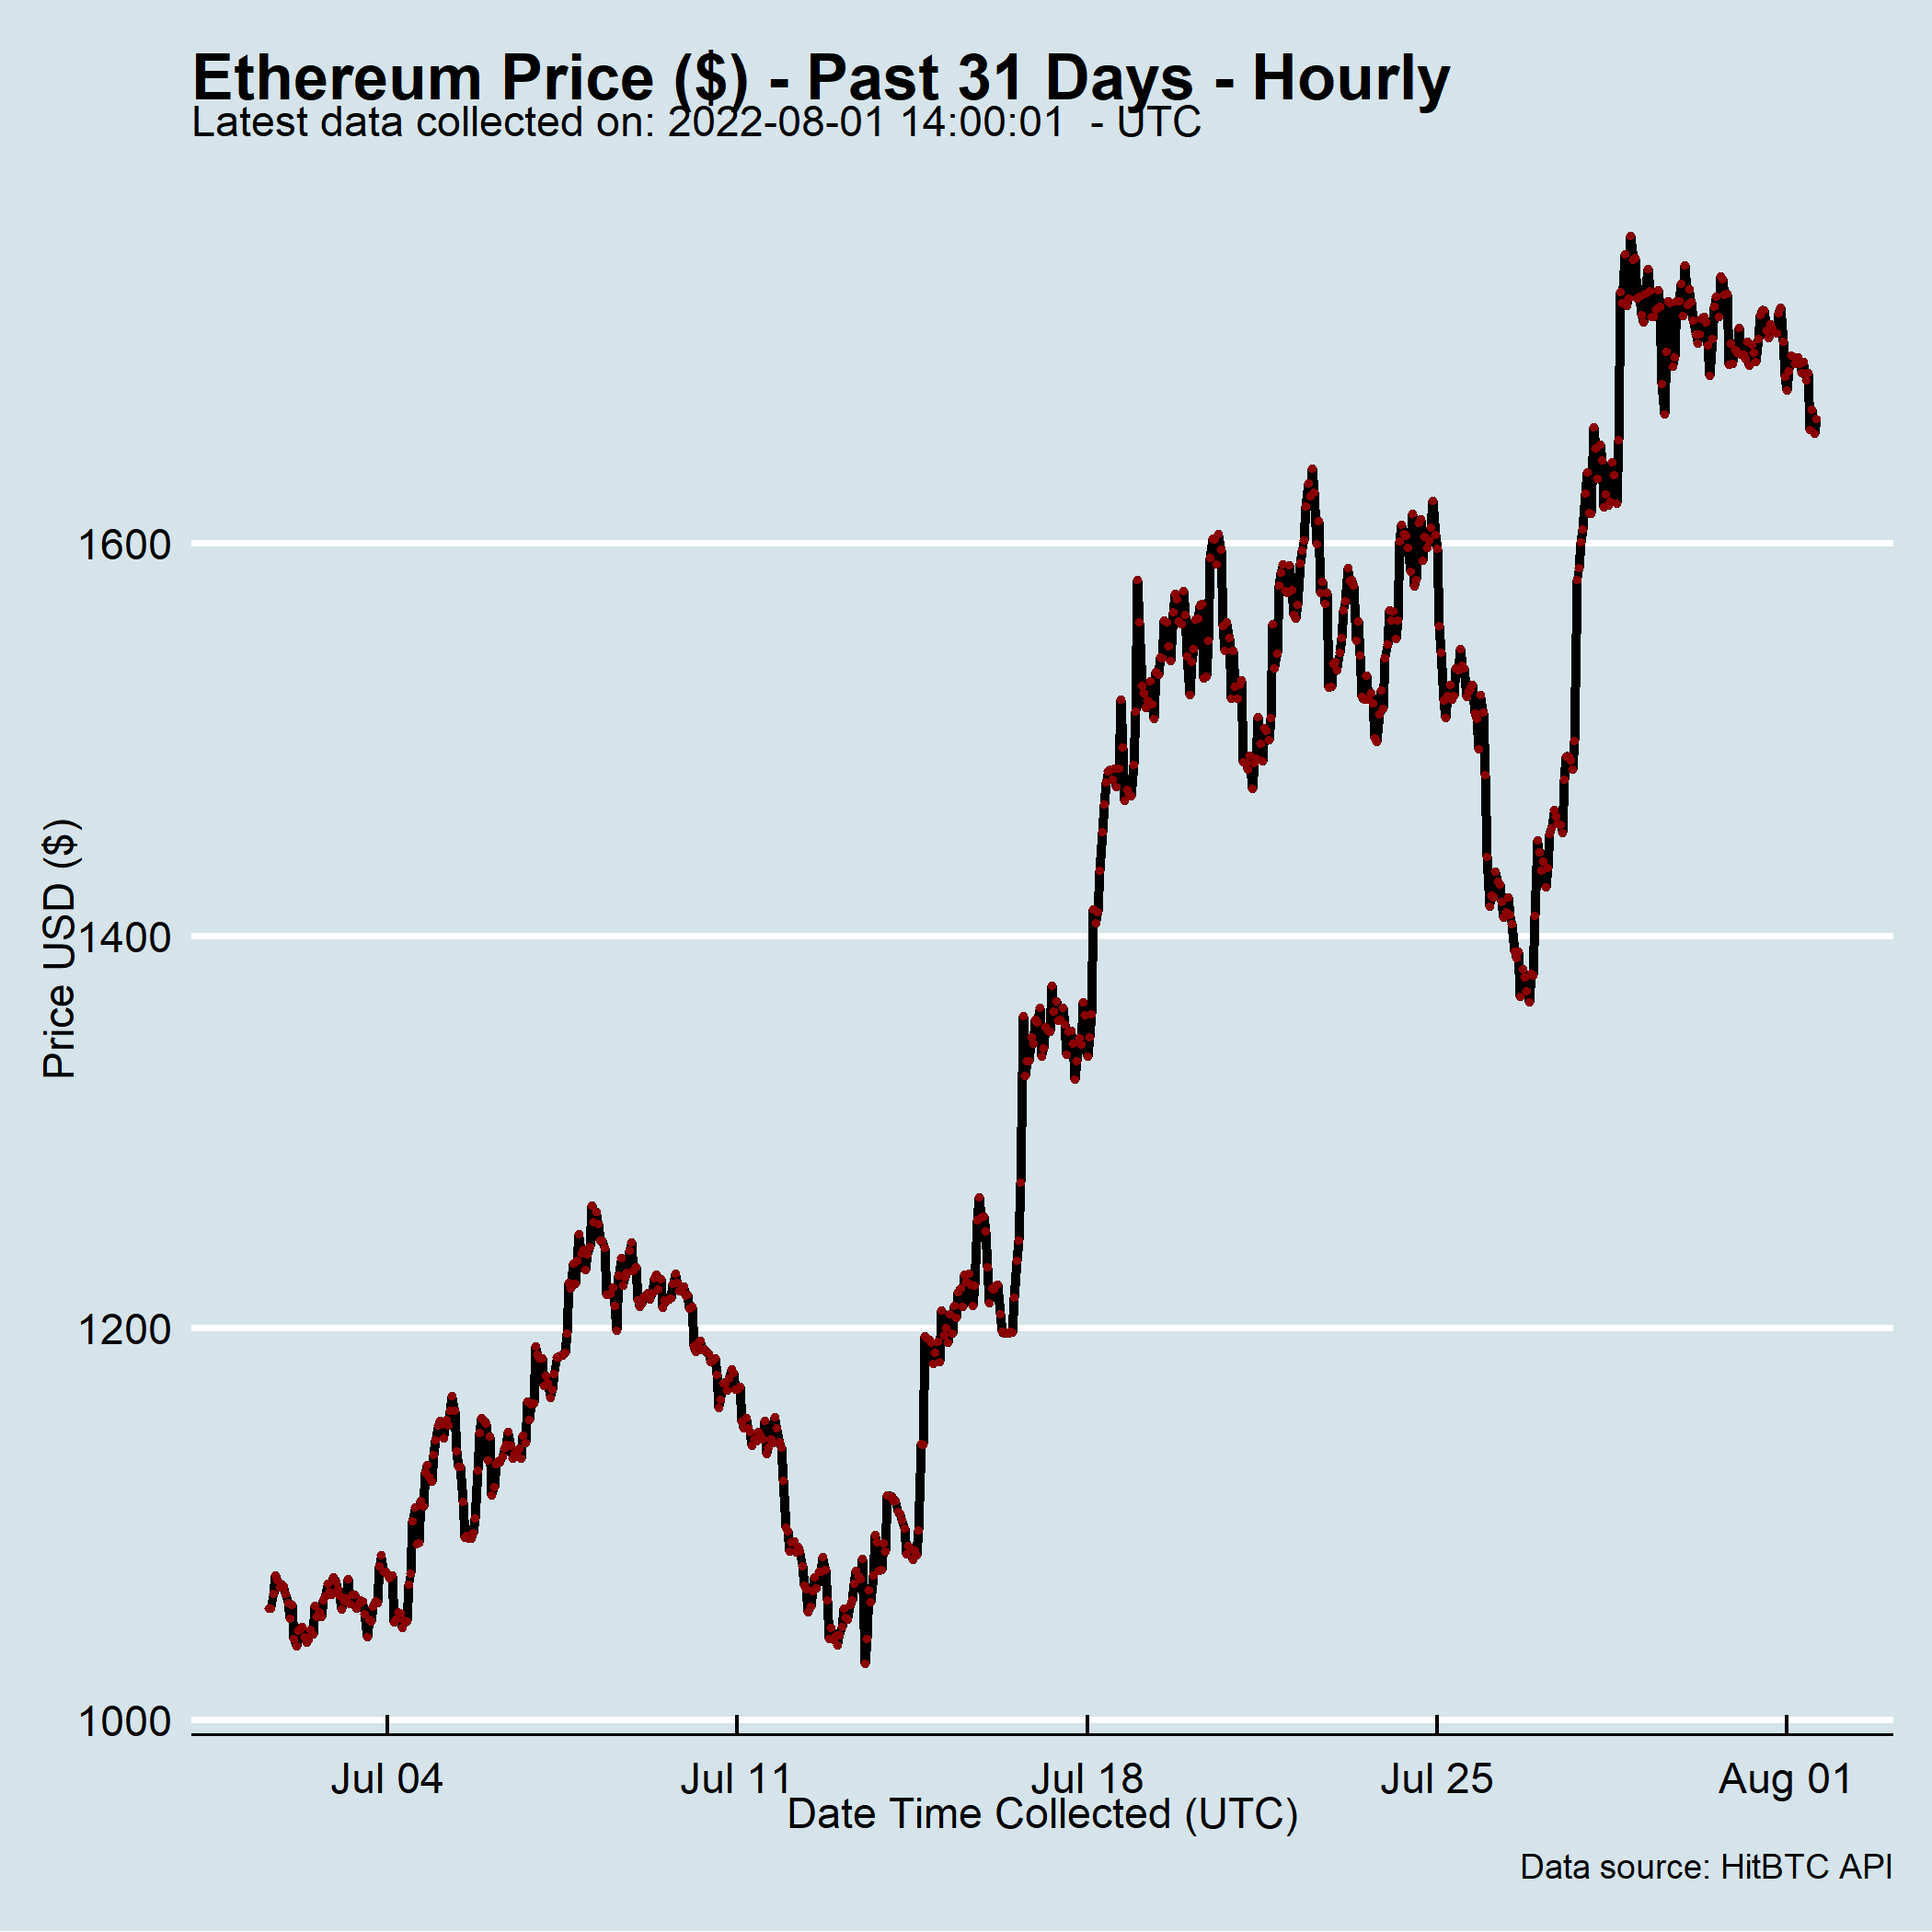 Ethereum Price ($) - Past 31 Days - Hourly
Latest data collected on: 2022-08-01 14:00:01  - UTC
Price USD ($)
1600
1400
1200
1000
Jul 04
Jul 11
Jul 18
Jul 25
Aug 01
Date Time Collected (UTC)
Data source: HitBTC API